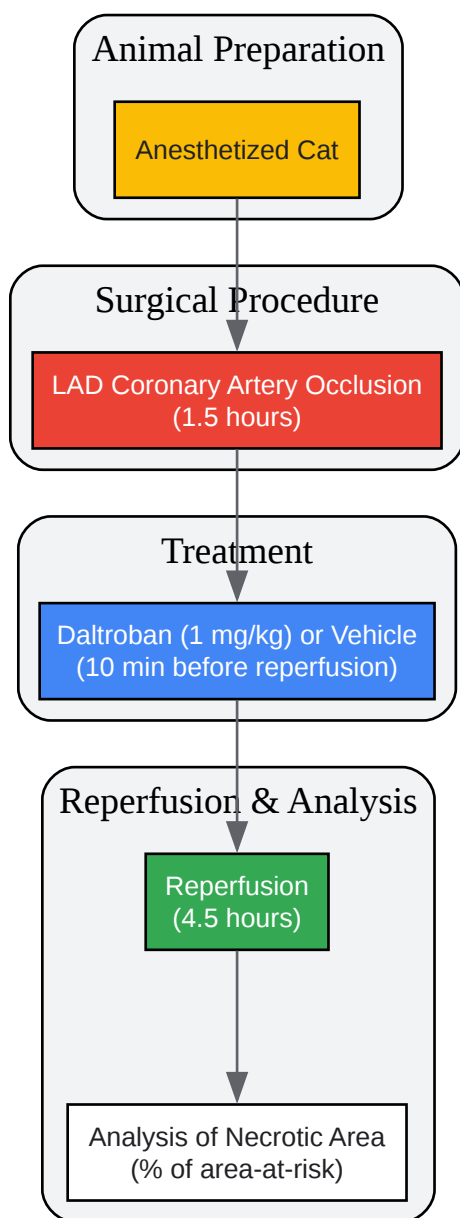 Animal Preparation
Anesthetized Cat
Surgical Procedure
LAD Coronary Artery Occlusion
(1.5 hours)
Treatment
Daltroban (1 mg/kg) or Vehicle
(10 min before reperfusion)
Reperfusion & Analysis
Reperfusion
(4.5 hours)
Analysis of Necrotic Area
(% of area-at-risk)